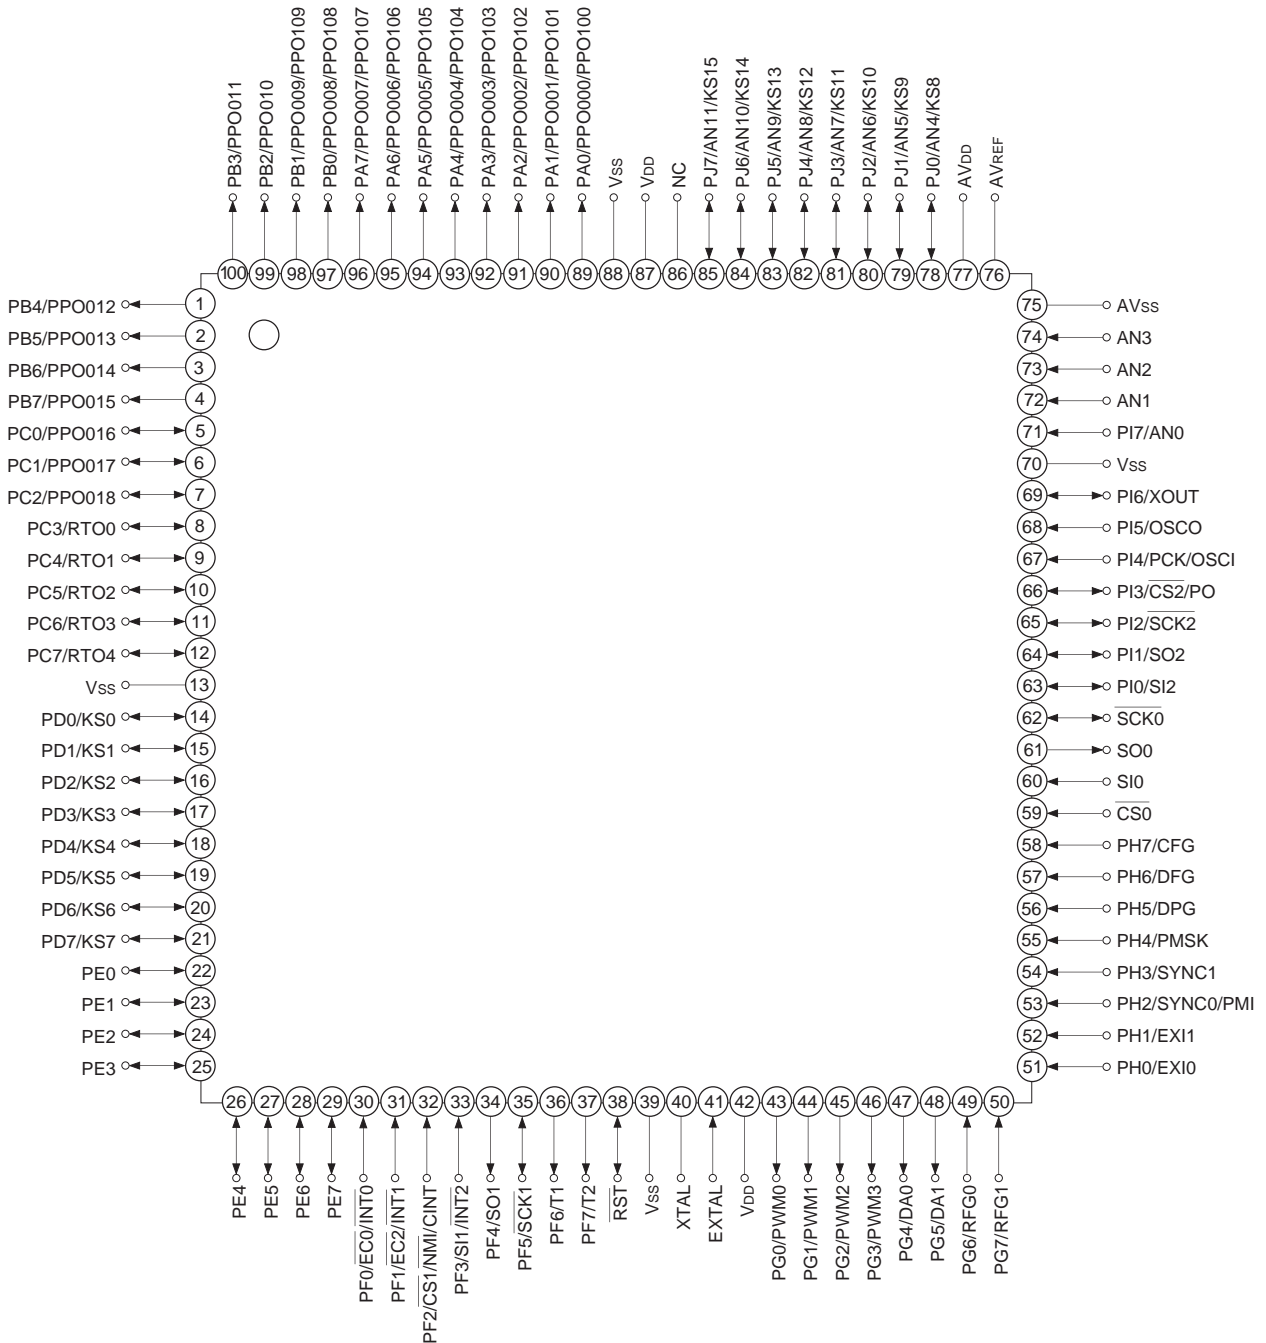 PB3/PPO011
PB2/PPO010
PB1/PPO009/PPO109
PB0/PPO008/PPO108
PA7/PPO007/PPO107
PA6/PPO006/PPO106
PA5/PPO005/PPO105
PA4/PPO004/PPO104
PA3/PPO003/PPO103
PA2/PPO002/PPO102
PA1/PPO001/PPO101
PA0/PPO000/PPO100
Vss
VDD
NC
PJ7/AN11/KS15
PJ6/AN10/KS14
PJ5/AN9/KS13
PJ4/AN8/KS12
PJ3/AN7/KS11
PJ2/AN6/KS10
PJ1/AN5/KS9
PJ0/AN4/KS8
AVDD
AVREF
100 99 98 97 96 95 94 93 92 91 90 89 88 87 86 85 84 83 82 81 80 79 78 77 76
PB4/PPO012 1
PB5/PPO013 2
PB6/PPO014 3
PB7/PPO015 4
PC0/PPO016 5
PC1/PPO017 6
PC2/PPO018 7
PC3/RTO0 8
PC4/RTO1 9
PC5/RTO2 10
PC6/RTO3 11
PC7/RTO4 12
Vss 13
PD0/KS0 14
PD1/KS1 15
PD2/KS2 16
PD3/KS3 17
PD4/KS4 18
PD5/KS5 19
PD6/KS6 20
PD7/KS7 21
PE0 22
PE1 23
PE2 24
PE3 25
75 AVss
74 AN3
73 AN2
72 AN1
71 PI7/AN0
70 Vss
69 PI6/XOUT
68 PI5/OSCO
67 PI4/PCK/OSCI
66 PI3/CS2/PO
65 PI2/SCK2
64 PI1/SO2
63 PI0/SI2
62 SCK0
61 SO0
60 SI0
59 CS0
58 PH7/CFG
57 PH6/DFG
56 PH5/DPG
55 PH4/PMSK
54 PH3/SYNC1
53 PH2/SYNC0/PMI
52 PH1/EXI1
51 PH0/EXI0
26 27 28 29 30 31 32 33 34 35 36 37 38 39 40 41 42 43 44 45 46 47 48 49 50
PE4
PE5
PE6
PE7
PF0/EC0/INT0
PF1/EC2/INT1
PF2/CS1/NMI/CINT
PF3/SI1/INT2
PF4/SO1
PF5/SCK1
PF6/T1
PF7/T2
RST
Vss
XTAL
EXTAL
VDD
PG0/PWM0
PG1/PWM1
PG2/PWM2
PG3/PWM3
PG4/DA0
PG5/DA1
PG6/RFG0
PG7/RFG1